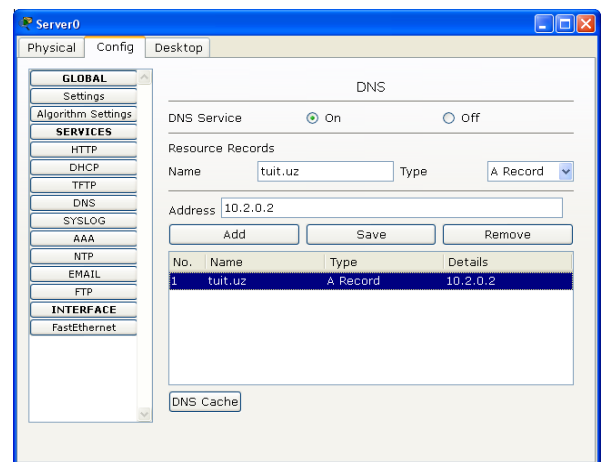 Server0
Physical Config Desktop
GLOBAL
Settings
Algorithm Settings
SERVICES
HTTP
DHCP
TFTP
DNS
SYSLOG
AAA
NTP
EMAIL
FTP
INTERFACE
FastEthernet
DNS
DNS Service On Off
Resource Records
Name tuit.uz Type A Record
Address 10.2.0.2
Add Save Remove
No. Name Type Details
1 tuit.uz A Record 10.2.0.2
DNS Cache